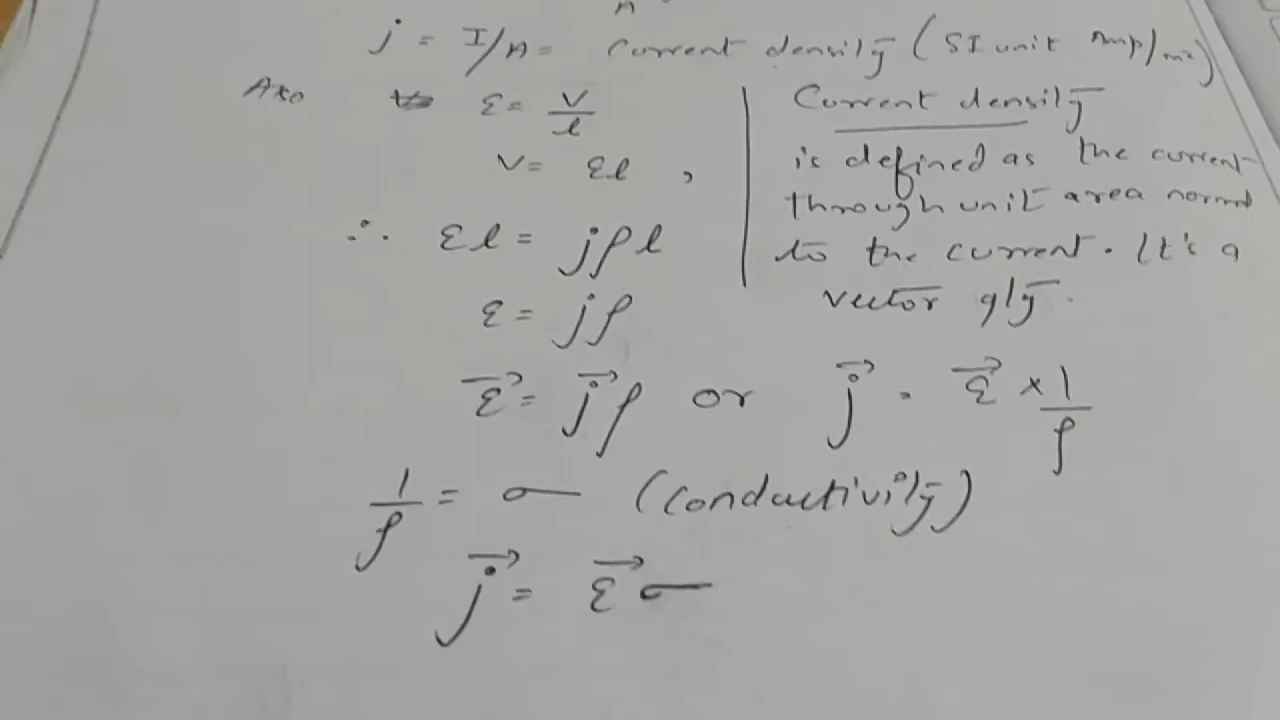 j = I/A = Current density (SI unit Amp/m²)
Also ε = V/l
V = εl ,
∴ εl = jρl
ε = jρ
Current density
is defined as the current
through unit area normal
to the current. It's a
vector qty.
ε⃗ = j⃗ρ or j⃗ = ε⃗ × 1/ρ
1/ρ = σ (conductivity)
j⃗ = ε⃗ σ